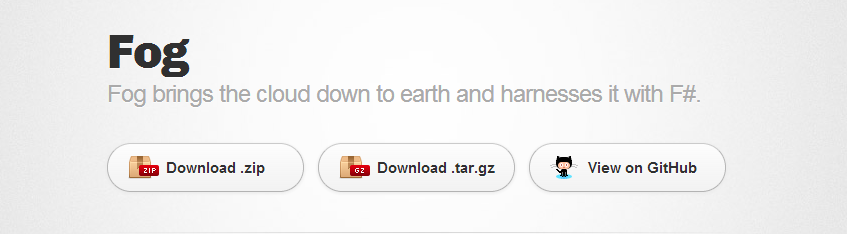 Fog
Fog brings the cloud down to earth and harnesses it with F#.
ZIP Download .zip
GZ Download .tar.gz
View on GitHub